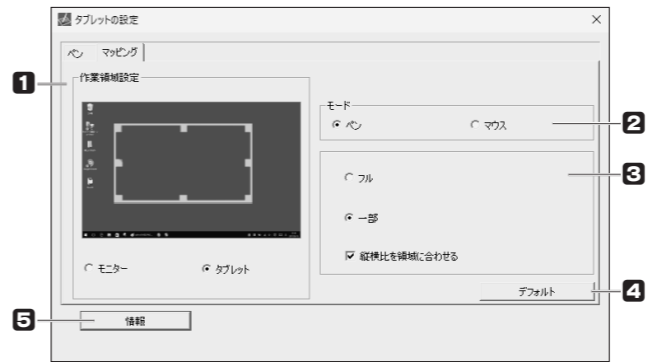 タブレットの設定
ペン マッピング
1
作業領域設定
モード
ペン マウス
2
3
フル
一部
縦横比を領域に合わせる
モニター タブレット
デフォルト
4
5
情報